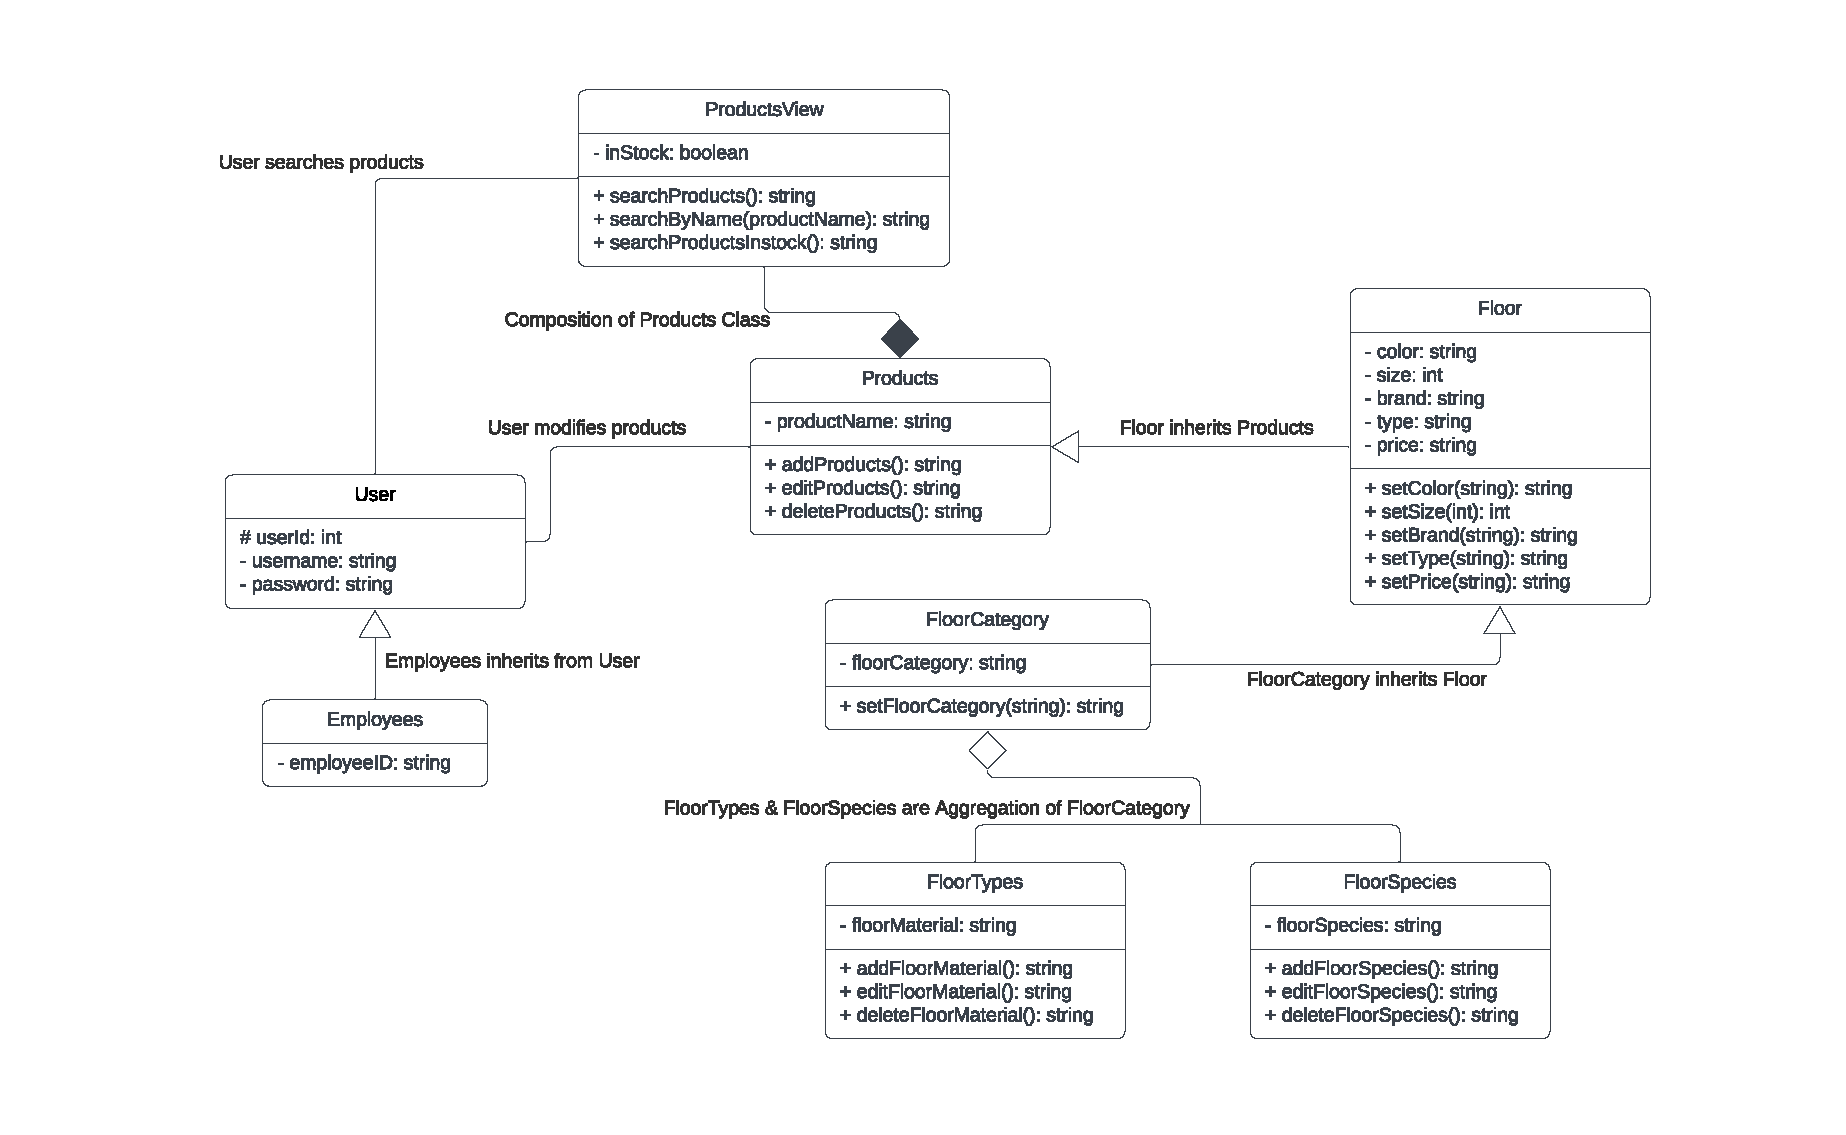 ProductsView
- inStock: boolean
+ searchProducts(): string
+ searchByName(productName): string
+ searchProductsInstock(): string
User searches products
Composition of Products Class
Products
- productName: string
+ addProducts(): string
+ editProducts(): string
+ deleteProducts(): string
User modifies products
Floor inherits Products
Floor
- color: string
- size: int
- brand: string
- type: string
- price: string
+ setColor(string): string
+ setSize(int): int
+ setBrand(string): string
+ setType(string): string
+ setPrice(string): string
User
# userId: int
- username: string
- password: string
Employees inherits from User
Employees
- employeeID: string
FloorCategory
- floorCategory: string
+ setFloorCategory(string): string
FloorCategory inherits Floor
FloorTypes & FloorSpecies are Aggregation of FloorCategory
FloorTypes
- floorMaterial: string
+ addFloorMaterial(): string
+ editFloorMaterial(): string
+ deleteFloorMaterial(): string
FloorSpecies
- floorSpecies: string
+ addFloorSpecies(): string
+ editFloorSpecies(): string
+ deleteFloorSpecies(): string